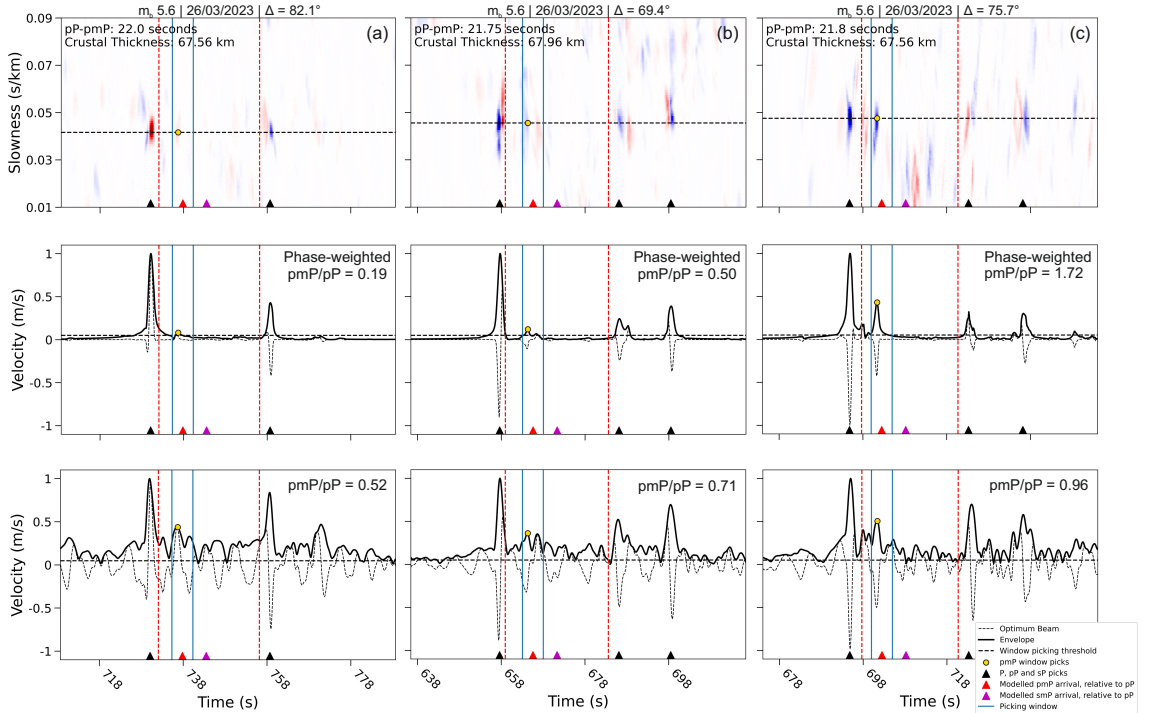 m_b 5.6 | 26/03/2023 | Δ = 82.1°
m_b 5.6 | 26/03/2023 | Δ = 69.4°
m_b 5.6 | 26/03/2023 | Δ = 75.7°
pP-pmP: 22.0 seconds
Crustal Thickness: 67.56 km
(a)
pP-pmP: 21.75 seconds
Crustal Thickness: 67.96 km
(b)
pP-pmP: 21.8 seconds
Crustal Thickness: 67.56 km
(c)
Slowness (s/km)
0.09
0.07
0.05
0.03
0.01
Phase-weighted
pmP/pP = 0.19
Phase-weighted
pmP/pP = 0.50
Phase-weighted
pmP/pP = 1.72
Velocity (m/s)
1
0.5
0
-0.5
-1
pmP/pP = 0.52
pmP/pP = 0.71
pmP/pP = 0.96
Velocity (m/s)
1
0.5
0
-0.5
-1
718
738
758
778
638
658
678
698
678
698
718
Time (s)
Time (s)
Time (s)
Optimum Beam
Envelope
Window picking threshold
pmP window picks
P, pP and sP picks
Modelled pmP arrival, relative to pP
Modelled smP arrival, relative to pP
Picking window